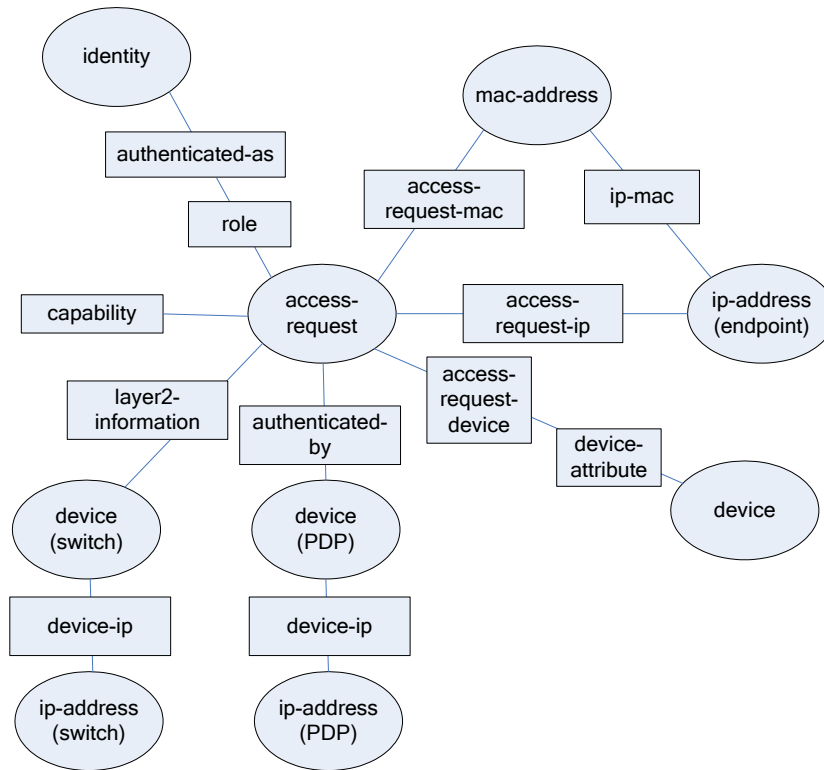 identity
mac-address
authenticated-as
access-
request-mac
ip-mac
role
capability
access-
request
access-
request-ip
ip-address
(endpoint)
layer2-
information
authenticated-
by
access-
request-
device
device-
attribute
device
(switch)
device
(PDP)
device
device-ip
device-ip
ip-address
(switch)
ip-address
(PDP)